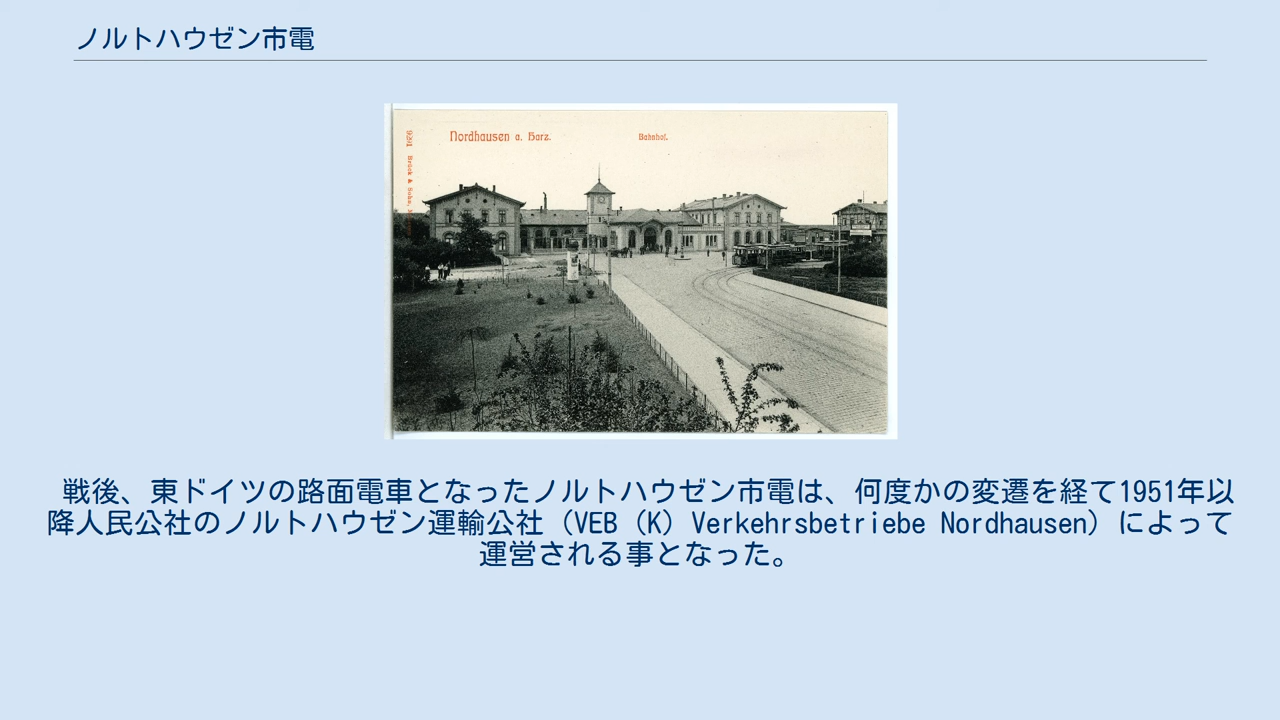 ノルトハウゼン市電
Nordhausen a. Harz.
Bahnhof.
9291 Brück & Sohn,
戦後、東ドイツの路面電車となったノルトハウゼン市電は、何度かの変遷を経て1951年以
降人民公社のノルトハウゼン運輸公社（VEB（K）Verkehrsbetriebe Nordhausen）によって
運営される事となった。